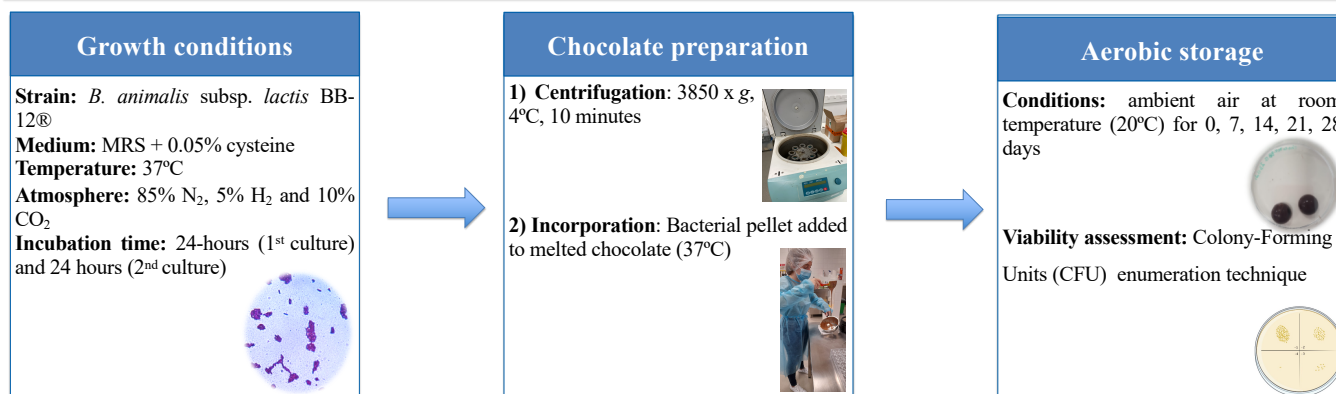 Growth conditions
Strain: B. animalis subsp. lactis BB-
12®
Medium: MRS + 0.05% cysteine
Temperature: 37ºC
Atmosphere: 85% N₂, 5% H₂ and 10%
CO₂
Incubation time: 24-hours (1st culture)
and 24 hours (2nd culture)
Chocolate preparation
1) Centrifugation: 3850 x g,
4ºC, 10 minutes
2) Incorporation: Bacterial pellet added
to melted chocolate (37ºC)
Aerobic storage
Conditions: ambient air at room
temperature (20ºC) for 0, 7, 14, 21, 28
days
Viability assessment: Colony-Forming
Units (CFU) enumeration technique